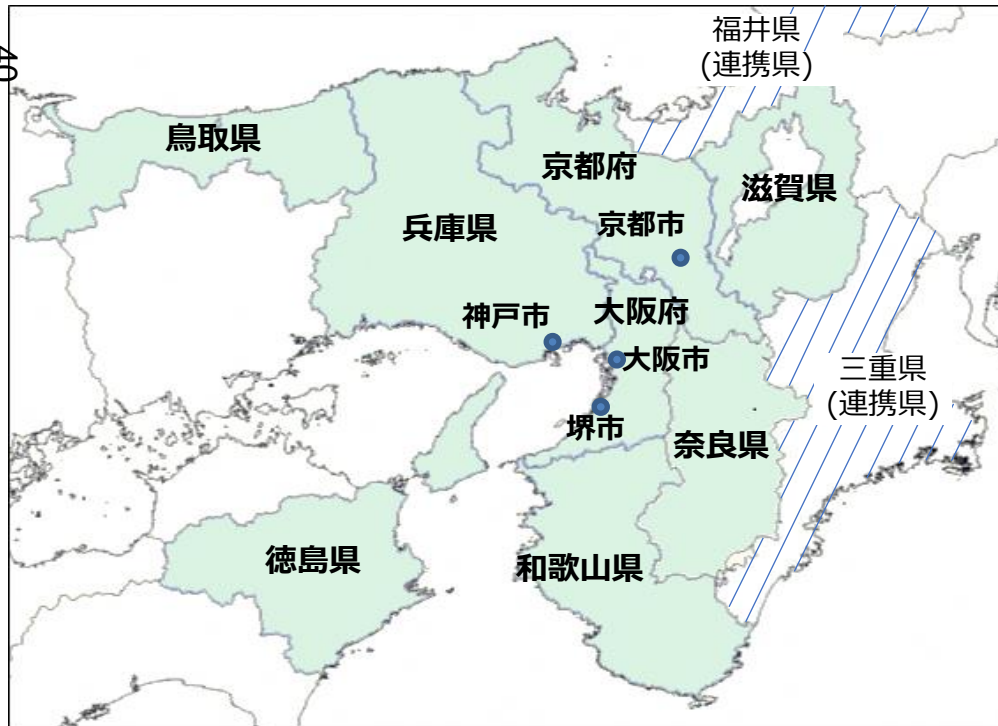 福井県
(連携県)
40
鳥取県
京都府
滋賀県
兵庫県
京都市
神戸市
大阪府
大阪市
三重県
(連携県)
堺市
奈良県
徳島県
和歌山県